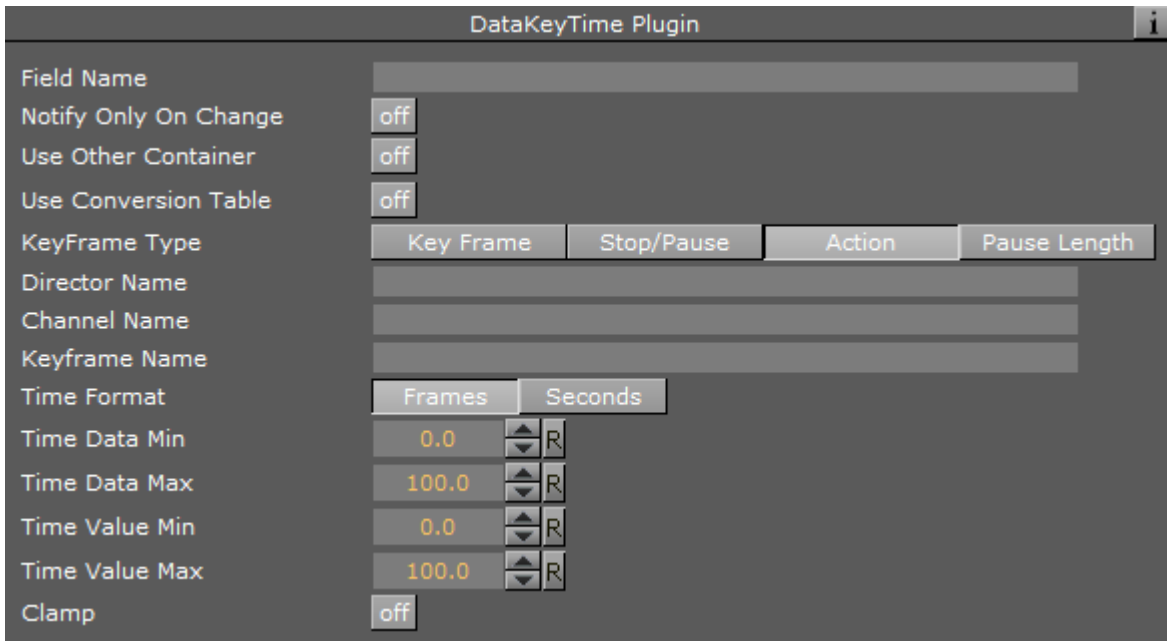 DataKeyTime Plugin i
Field Name
Notify Only On Change off
Use Other Container off
Use Conversion Table off
KeyFrame Type Key Frame Stop/Pause Action Pause Length
Director Name
Channel Name
Keyframe Name
Time Format Frames Seconds
Time Data Min 0.0 R
Time Data Max 100.0 R
Time Value Min 0.0 R
Time Value Max 100.0 R
Clamp off